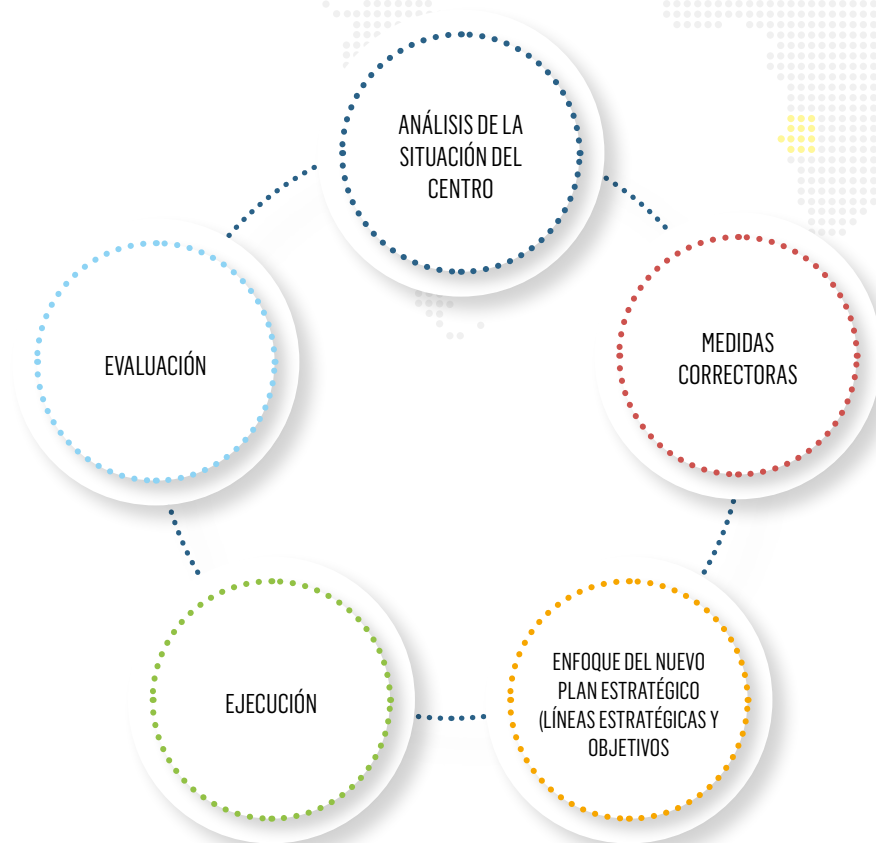 ANÁLISIS DE LA
SITUACIÓN DEL
CENTRO
MEDIDAS
CORRECTORAS
ENFOQUE DEL NUEVO
PLAN ESTRATÉGICO
(LÍNEAS ESTRATÉGICAS Y
OBJETIVOS
EJECUCIÓN
EVALUACIÓN